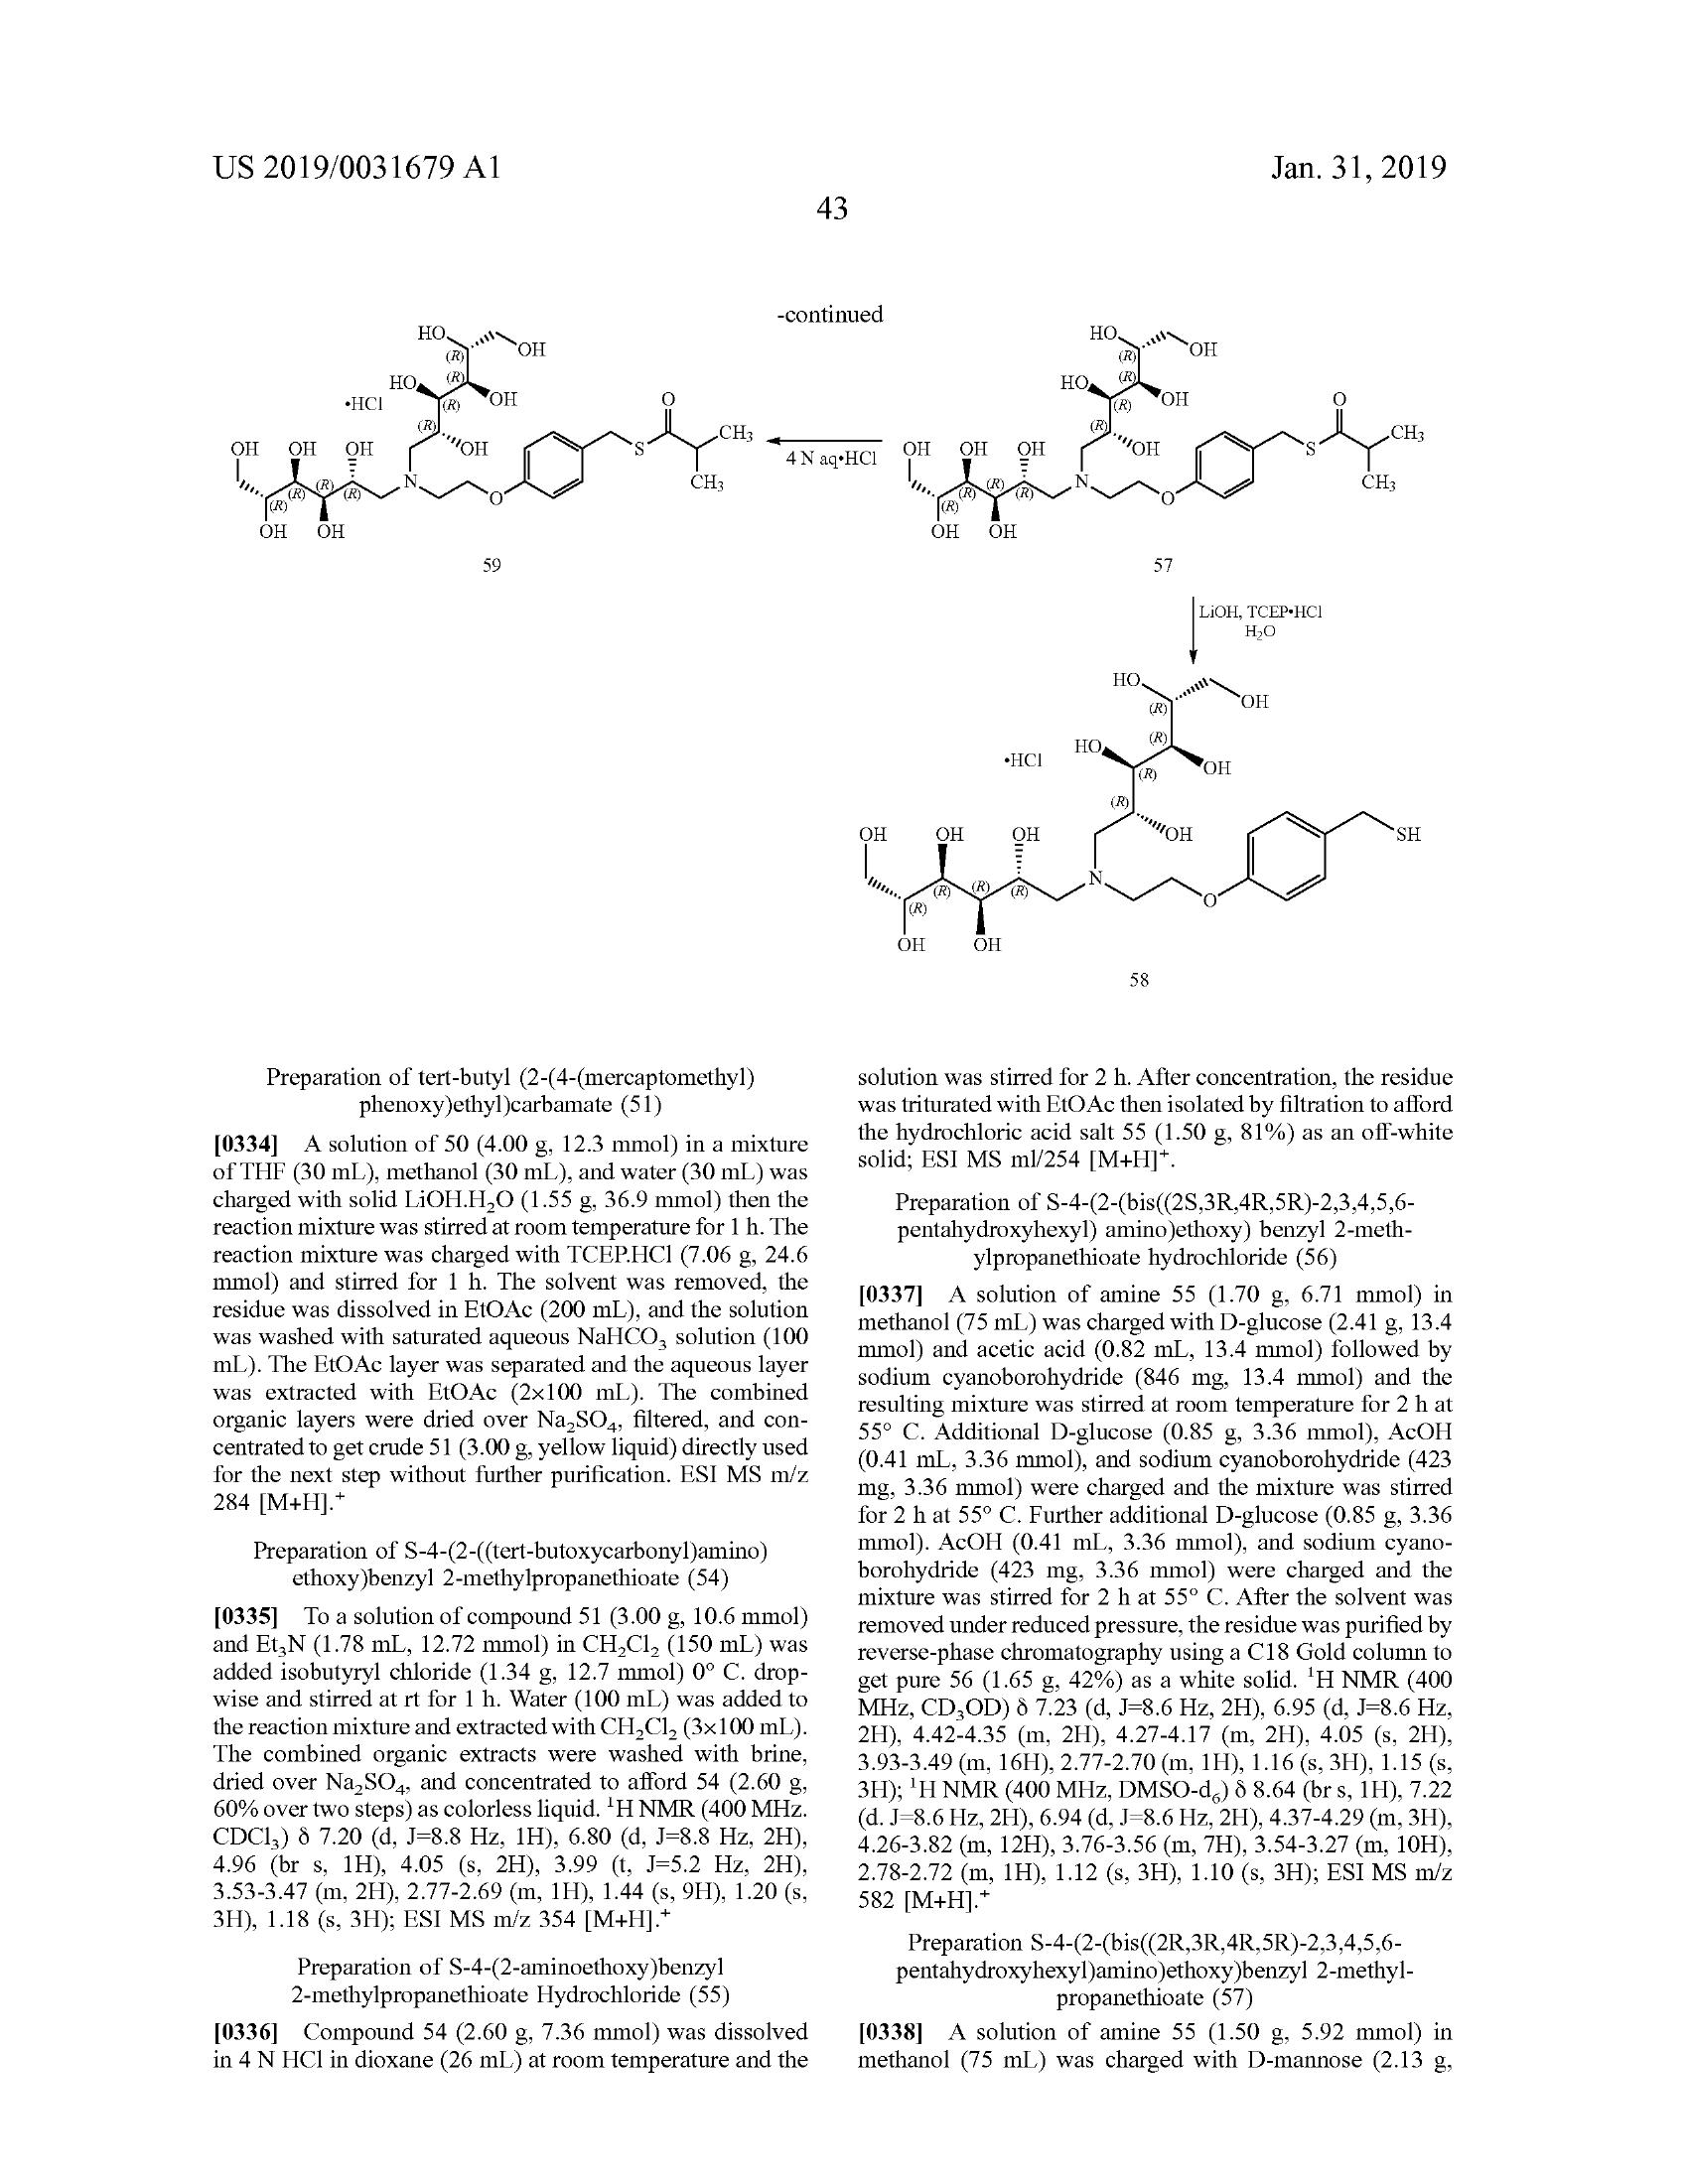 US 2019/0031679 A1
Jan. 31, 2019
43
-continued
HO
OH
(R)
HO
(R)
OH
•HCl
(R)
(R)
OH
OH
OH
OH
O
S
CH3
CH3
N
O
(R)
(R)
(R)
(R)
OH
OH
59
4 N aq•HCl
HO
OH
(R)
HO
(R)
OH
(R)
(R)
OH
OH
OH
OH
O
S
CH3
CH3
N
O
(R)
(R)
(R)
(R)
OH
OH
57
LiOH, TCEP•HCl
H2O
HO
OH
(R)
HO
(R)
OH
•HCl
(R)
(R)
OH
OH
OH
OH
SH
N
O
(R)
(R)
(R)
(R)
OH
OH
58
Preparation of tert-butyl (2-(4-(mercaptomethyl)
phenoxy)ethyl)carbamate (51)
[0334] A solution of 50 (4.00 g, 12.3 mmol) in a mixture
of THF (30 mL), methanol (30 mL), and water (30 mL) was
charged with solid LiOH.H2O (1.55 g, 36.9 mmol) then the
reaction mixture was stirred at room temperature for 1 h. The
reaction mixture was charged with TCEP.HCl (7.06 g, 24.6
mmol) and stirred for 1 h. The solvent was removed, the
residue was dissolved in EtOAc (200 mL), and the solution
was washed with saturated aqueous NaHCO3 solution (100
mL). The EtOAc layer was separated and the aqueous layer
was extracted with EtOAc (2x100 mL). The combined
organic layers were dried over Na2SO4, filtered, and con-
centrated to get crude 51 (3.00 g, yellow liquid) directly used
for the next step without further purification. ESI MS m/z
284 [M+H].+
Preparation of S-4-(2-((tert-butoxycarbonyl)amino)
ethoxy)benzyl 2-methylpropanethioate (54)
[0335] To a solution of compound 51 (3.00 g, 10.6 mmol)
and Et3N (1.78 mL, 12.72 mmol) in CH2Cl2 (150 mL) was
added isobutyryl chloride (1.34 g, 12.7 mmol) 0° C. drop-
wise and stirred at rt for 1 h. Water (100 mL) was added to
the reaction mixture and extracted with CH2Cl2 (3x100 mL).
The combined organic extracts were washed with brine,
dried over Na2SO4, and concentrated to afford 54 (2.60 g,
60% over two steps) as colorless liquid. 1H NMR (400 MHz.
CDCl3) δ 7.20 (d, J=8.8 Hz, 1H), 6.80 (d, J=8.8 Hz, 2H),
4.96 (br s, 1H), 4.05 (s, 2H), 3.99 (t, J=5.2 Hz, 2H),
3.53-3.47 (m, 2H), 2.77-2.69 (m, 1H), 1.44 (s, 9H), 1.20 (s,
3H), 1.18 (s, 3H); ESI MS m/z 354 [M+H].+
Preparation of S-4-(2-aminoethoxy)benzyl
2-methylpropanethioate Hydrochloride (55)
[0336] Compound 54 (2.60 g, 7.36 mmol) was dissolved
in 4 N HCl in dioxane (26 mL) at room temperature and the
solution was stirred for 2 h. After concentration, the residue
was triturated with EtOAc then isolated by filtration to afford
the hydrochloric acid salt 55 (1.50 g, 81%) as an off-white
solid; ESI MS ml/254 [M+H]+.
Preparation of S-4-(2-(bis((2S,3R,4R,5R)-2,3,4,5,6-
pentahydroxyhexyl) amino)ethoxy) benzyl 2-meth-
ylpropanethioate hydrochloride (56)
[0337] A solution of amine 55 (1.70 g, 6.71 mmol) in
methanol (75 mL) was charged with D-glucose (2.41 g, 13.4
mmol) and acetic acid (0.82 mL, 13.4 mmol) followed by
sodium cyanoborohydride (846 mg, 13.4 mmol) and the
resulting mixture was stirred at room temperature for 2 h at
55° C. Additional D-glucose (0.85 g, 3.36 mmol), AcOH
(0.41 mL, 3.36 mmol), and sodium cyanoborohydride (423
mg, 3.36 mmol) were charged and the mixture was stirred
for 2 h at 55° C. Further additional D-glucose (0.85 g, 3.36
mmol). AcOH (0.41 mL, 3.36 mmol), and sodium cyano-
borohydride (423 mg, 3.36 mmol) were charged and the
mixture was stirred for 2 h at 55° C. After the solvent was
removed under reduced pressure, the residue was purified by
reverse-phase chromatography using a C18 Gold column to
get pure 56 (1.65 g, 42%) as a white solid. 1H NMR (400
MHz, CD3OD) δ 7.23 (d, J=8.6 Hz, 2H), 6.95 (d, J=8.6 Hz,
2H), 4.42-4.35 (m, 2H), 4.27-4.17 (m, 2H), 4.05 (s, 2H),
3.93-3.49 (m, 16H), 2.77-2.70 (m, 1H), 1.16 (s, 3H), 1.15 (s,
3H); 1H NMR (400 MHz, DMSO-d6) δ 8.64 (br s, 1H), 7.22
(d. J=8.6 Hz, 2H), 6.94 (d, J=8.6 Hz, 2H), 4.37-4.29 (m, 3H),
4.26-3.82 (m, 12H), 3.76-3.56 (m, 7H), 3.54-3.27 (m, 10H),
2.78-2.72 (m, 1H), 1.12 (s, 3H), 1.10 (s, 3H); ESI MS m/z
582 [M+H].+
Preparation S-4-(2-(bis((2R,3R,4R,5R)-2,3,4,5,6-
pentahydroxyhexyl)amino)ethoxy)benzyl 2-methyl-
propanethioate (57)
[0338] A solution of amine 55 (1.50 g, 5.92 mmol) in
methanol (75 mL) was charged with D-mannose (2.13 g,